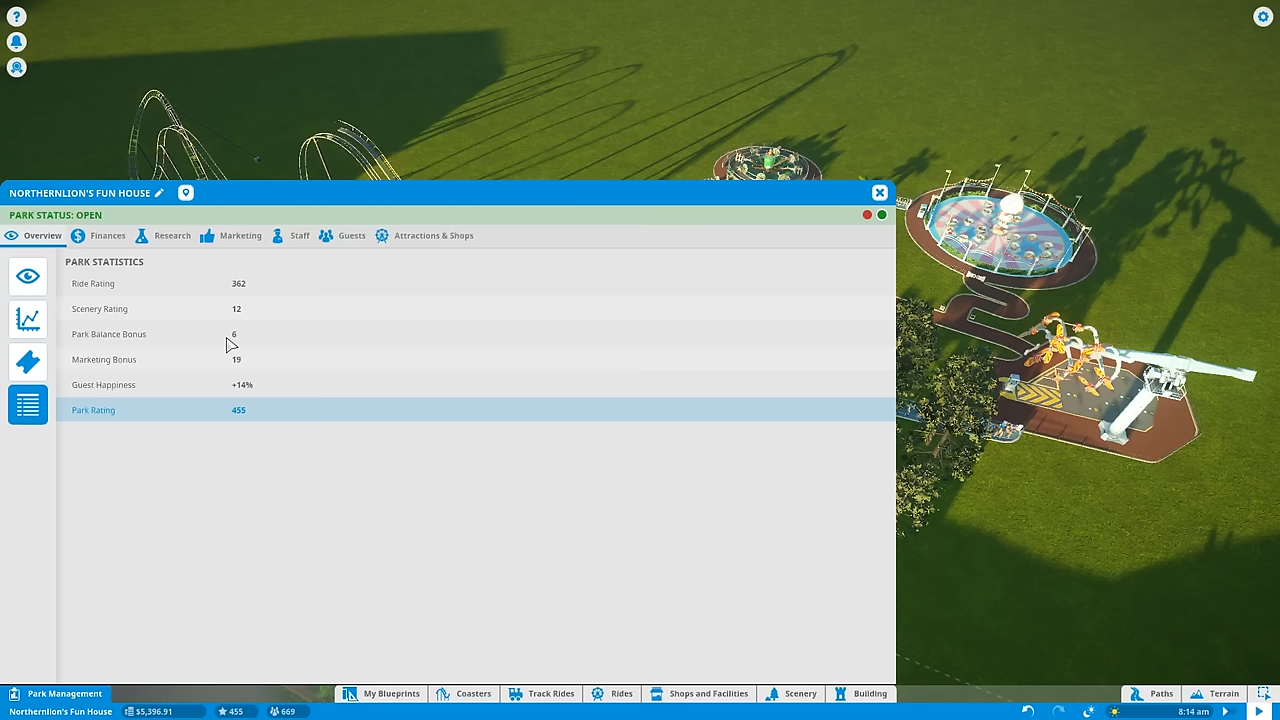 NORTHERNLION'S FUN HOUSE
PARK STATUS: OPEN
Overview Finances Research Marketing Staff Guests Attractions & Shops
PARK STATISTICS
Ride Rating 362
Scenery Rating 12
Park Balance Bonus 6
Marketing Bonus 19
Guest Happiness +14%
Park Rating 455
Park Management My Blueprints Coasters Track Rides Rides Shops and Facilities Scenery Building Paths Terrain
Northernlion's Fun House $5,396.91 455 669 8:14 am